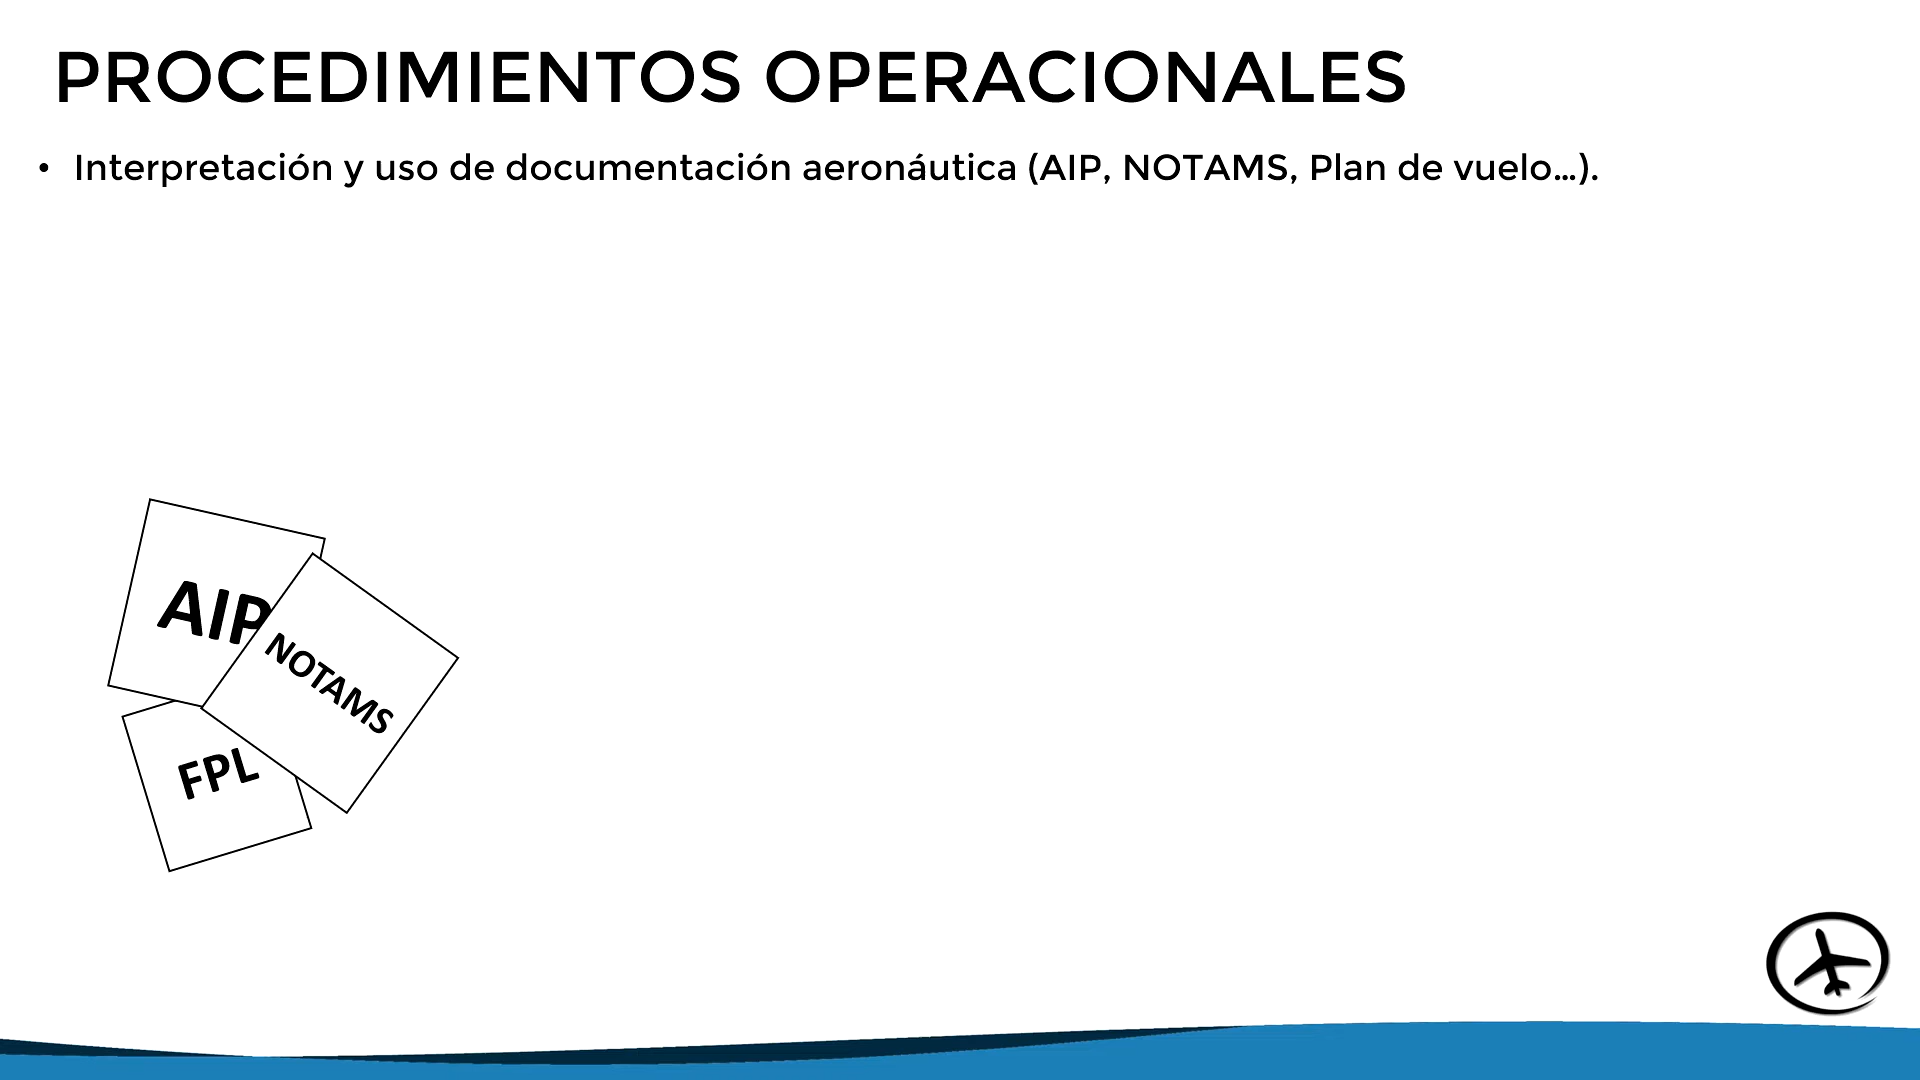 PROCEDIMIENTOS OPERACIONALES
• Interpretación y uso de documentación aeronáutica (AIP, NOTAMS, Plan de vuelo…).
AIP
NOTAMS
FPL